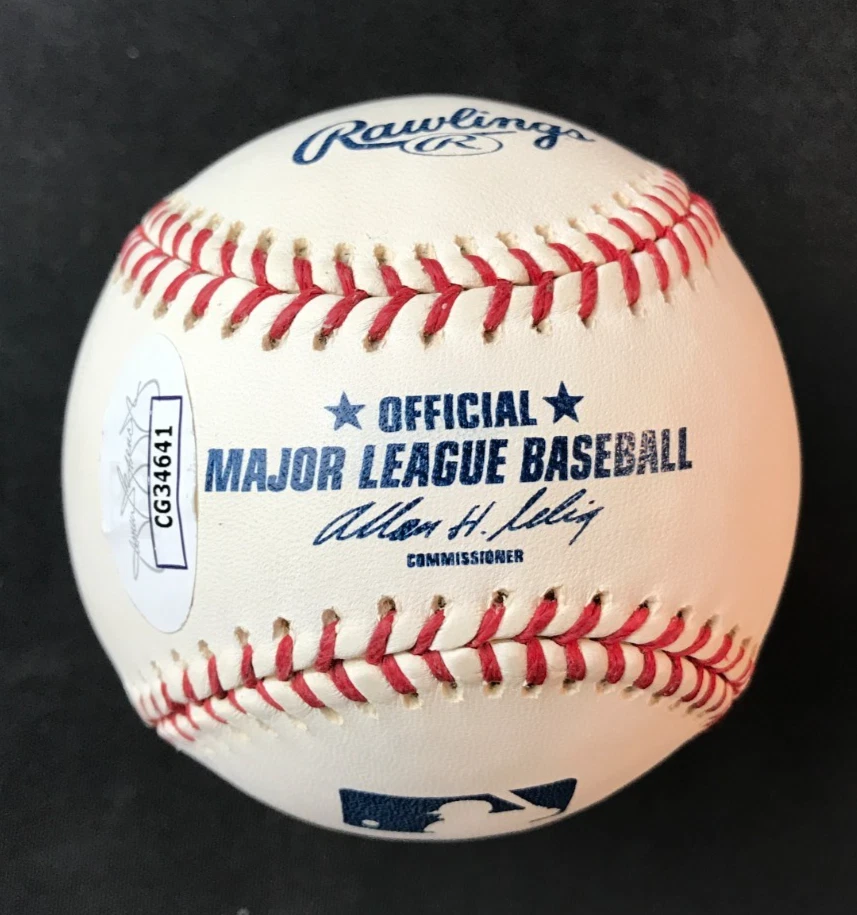 Rawlings
R
★ OFFICIAL ★
MAJOR LEAGUE BASEBALL
Allan H. Selig
COMMISSIONER
CG34641